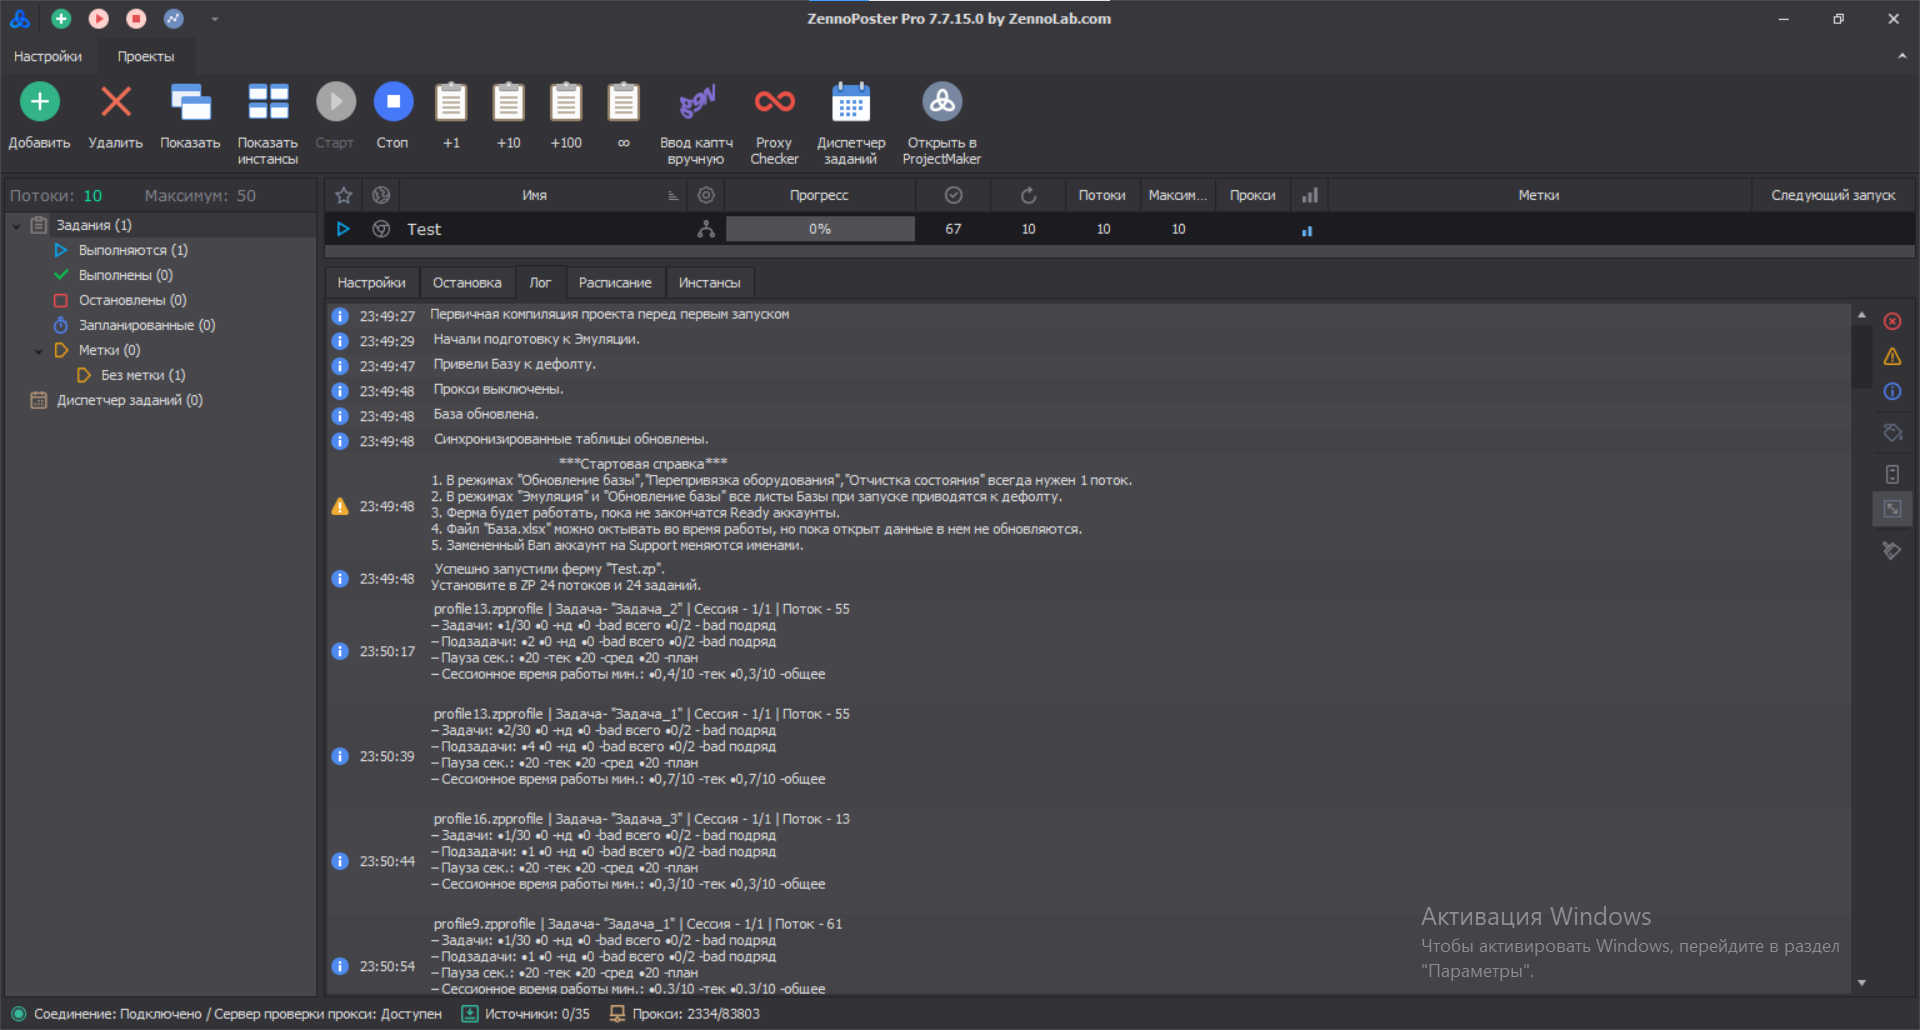 ZennoPoster Pro 7.7.15.0 by ZennoLab.com
Настройки Проекты
Добавить Удалить Показать Показать инстансы Старт Стоп +1 +10 +100 ∞ Ввод каптч вручную Proxy Checker Диспетчер заданий Открыть в ProjectMaker
Потоки: 10 Максимум: 50
Задания (1)
Выполняются (1)
Выполнены (0)
Остановлены (0)
Запланированные (0)
Метки (0)
Без метки (1)
Диспетчер заданий (0)
Имя Прогресс Потоки Максим... Прокси Метки Следующий запуск
Test 0% 67 10 10 10
Настройки Остановка Лог Расписание Инстансы
23:49:27 Первичная компиляция проекта перед первым запуском
23:49:29 Начали подготовку к Эмуляции.
23:49:47 Привели Базу к дефолту.
23:49:48 Прокси выключены.
23:49:48 База обновлена.
23:49:48 Синхронизированные таблицы обновлены.
***Стартовая справка***
1. В режимах "Обновление базы","Перепривязка оборудования","Отчистка состояния" всегда нужен 1 поток.
2. В режимах "Эмуляция" и "Обновление базы" все листы Базы при запуске приводятся к дефолту.
23:49:48 3. Ферма будет работать, пока не закончатся Ready аккаунты.
4. Файл "База.xlsx" можно октывать во время работы, но пока открыт данные в нем не обновляются.
5. Замененный Ban аккаунт на Support меняются именами.
23:49:48 Успешно запустили ферму "Test.zp".
Установите в ZP 24 потоков и 24 заданий.
profile13.zpprofile | Задача- "Задача_2" | Сессия - 1/1 | Поток - 55
– Задачи: •1/30 •0 -нд •0 -bad всего •0/2 - bad подряд
– Подзадачи: •2 •0 -нд •0 -bad всего •0/2 -bad подряд
23:50:17 – Пауза сек.: •20 -тек •20 -сред •20 -план
– Сессионное время работы мин.: •0,4/10 -тек •0,3/10 -общее
profile13.zpprofile | Задача- "Задача_1" | Сессия - 1/1 | Поток - 55
– Задачи: •2/30 •0 -нд •0 -bad всего •0/2 - bad подряд
– Подзадачи: •4 •0 -нд •0 -bad всего •0/2 -bad подряд
23:50:39 – Пауза сек.: •20 -тек •20 -сред •20 -план
– Сессионное время работы мин.: •0,7/10 -тек •0,7/10 -общее
profile16.zpprofile | Задача- "Задача_3" | Сессия - 1/1 | Поток - 13
– Задачи: •1/30 •0 -нд •0 -bad всего •0/2 - bad подряд
– Подзадачи: •1 •0 -нд •0 -bad всего •0/2 -bad подряд
23:50:44 – Пауза сек.: •20 -тек •20 -сред •20 -план
– Сессионное время работы мин.: •0,3/10 -тек •0,3/10 -общее
profile9.zpprofile | Задача- "Задача_1" | Сессия - 1/1 | Поток - 61
– Задачи: •1/30 •0 -нд •0 -bad всего •0/2 - bad подряд
– Подзадачи: •1 •0 -нд •0 -bad всего •0/2 -bad подряд
23:50:54 – Пауза сек.: •20 -тек •20 -сред •20 -план
– Сессионное время работы мин.: •0,3/10 -тек •0,3/10 -общее
Активация Windows
Чтобы активировать Windows, перейдите в раздел
"Параметры".
Соединение: Подключено / Сервер проверки прокси: Доступен Источники: 0/35 Прокси: 2334/83803